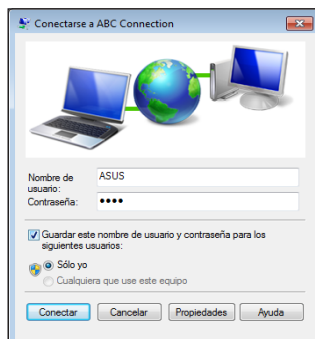 Conectarse a ABC Connection
Nombre de
usuario:
ASUS
Contraseña:
••••
Guardar este nombre de usuario y contraseña para los
siguientes usuarios:
Sólo yo
Cualquiera que use este equipo
Conectar
Cancelar
Propiedades
Ayuda